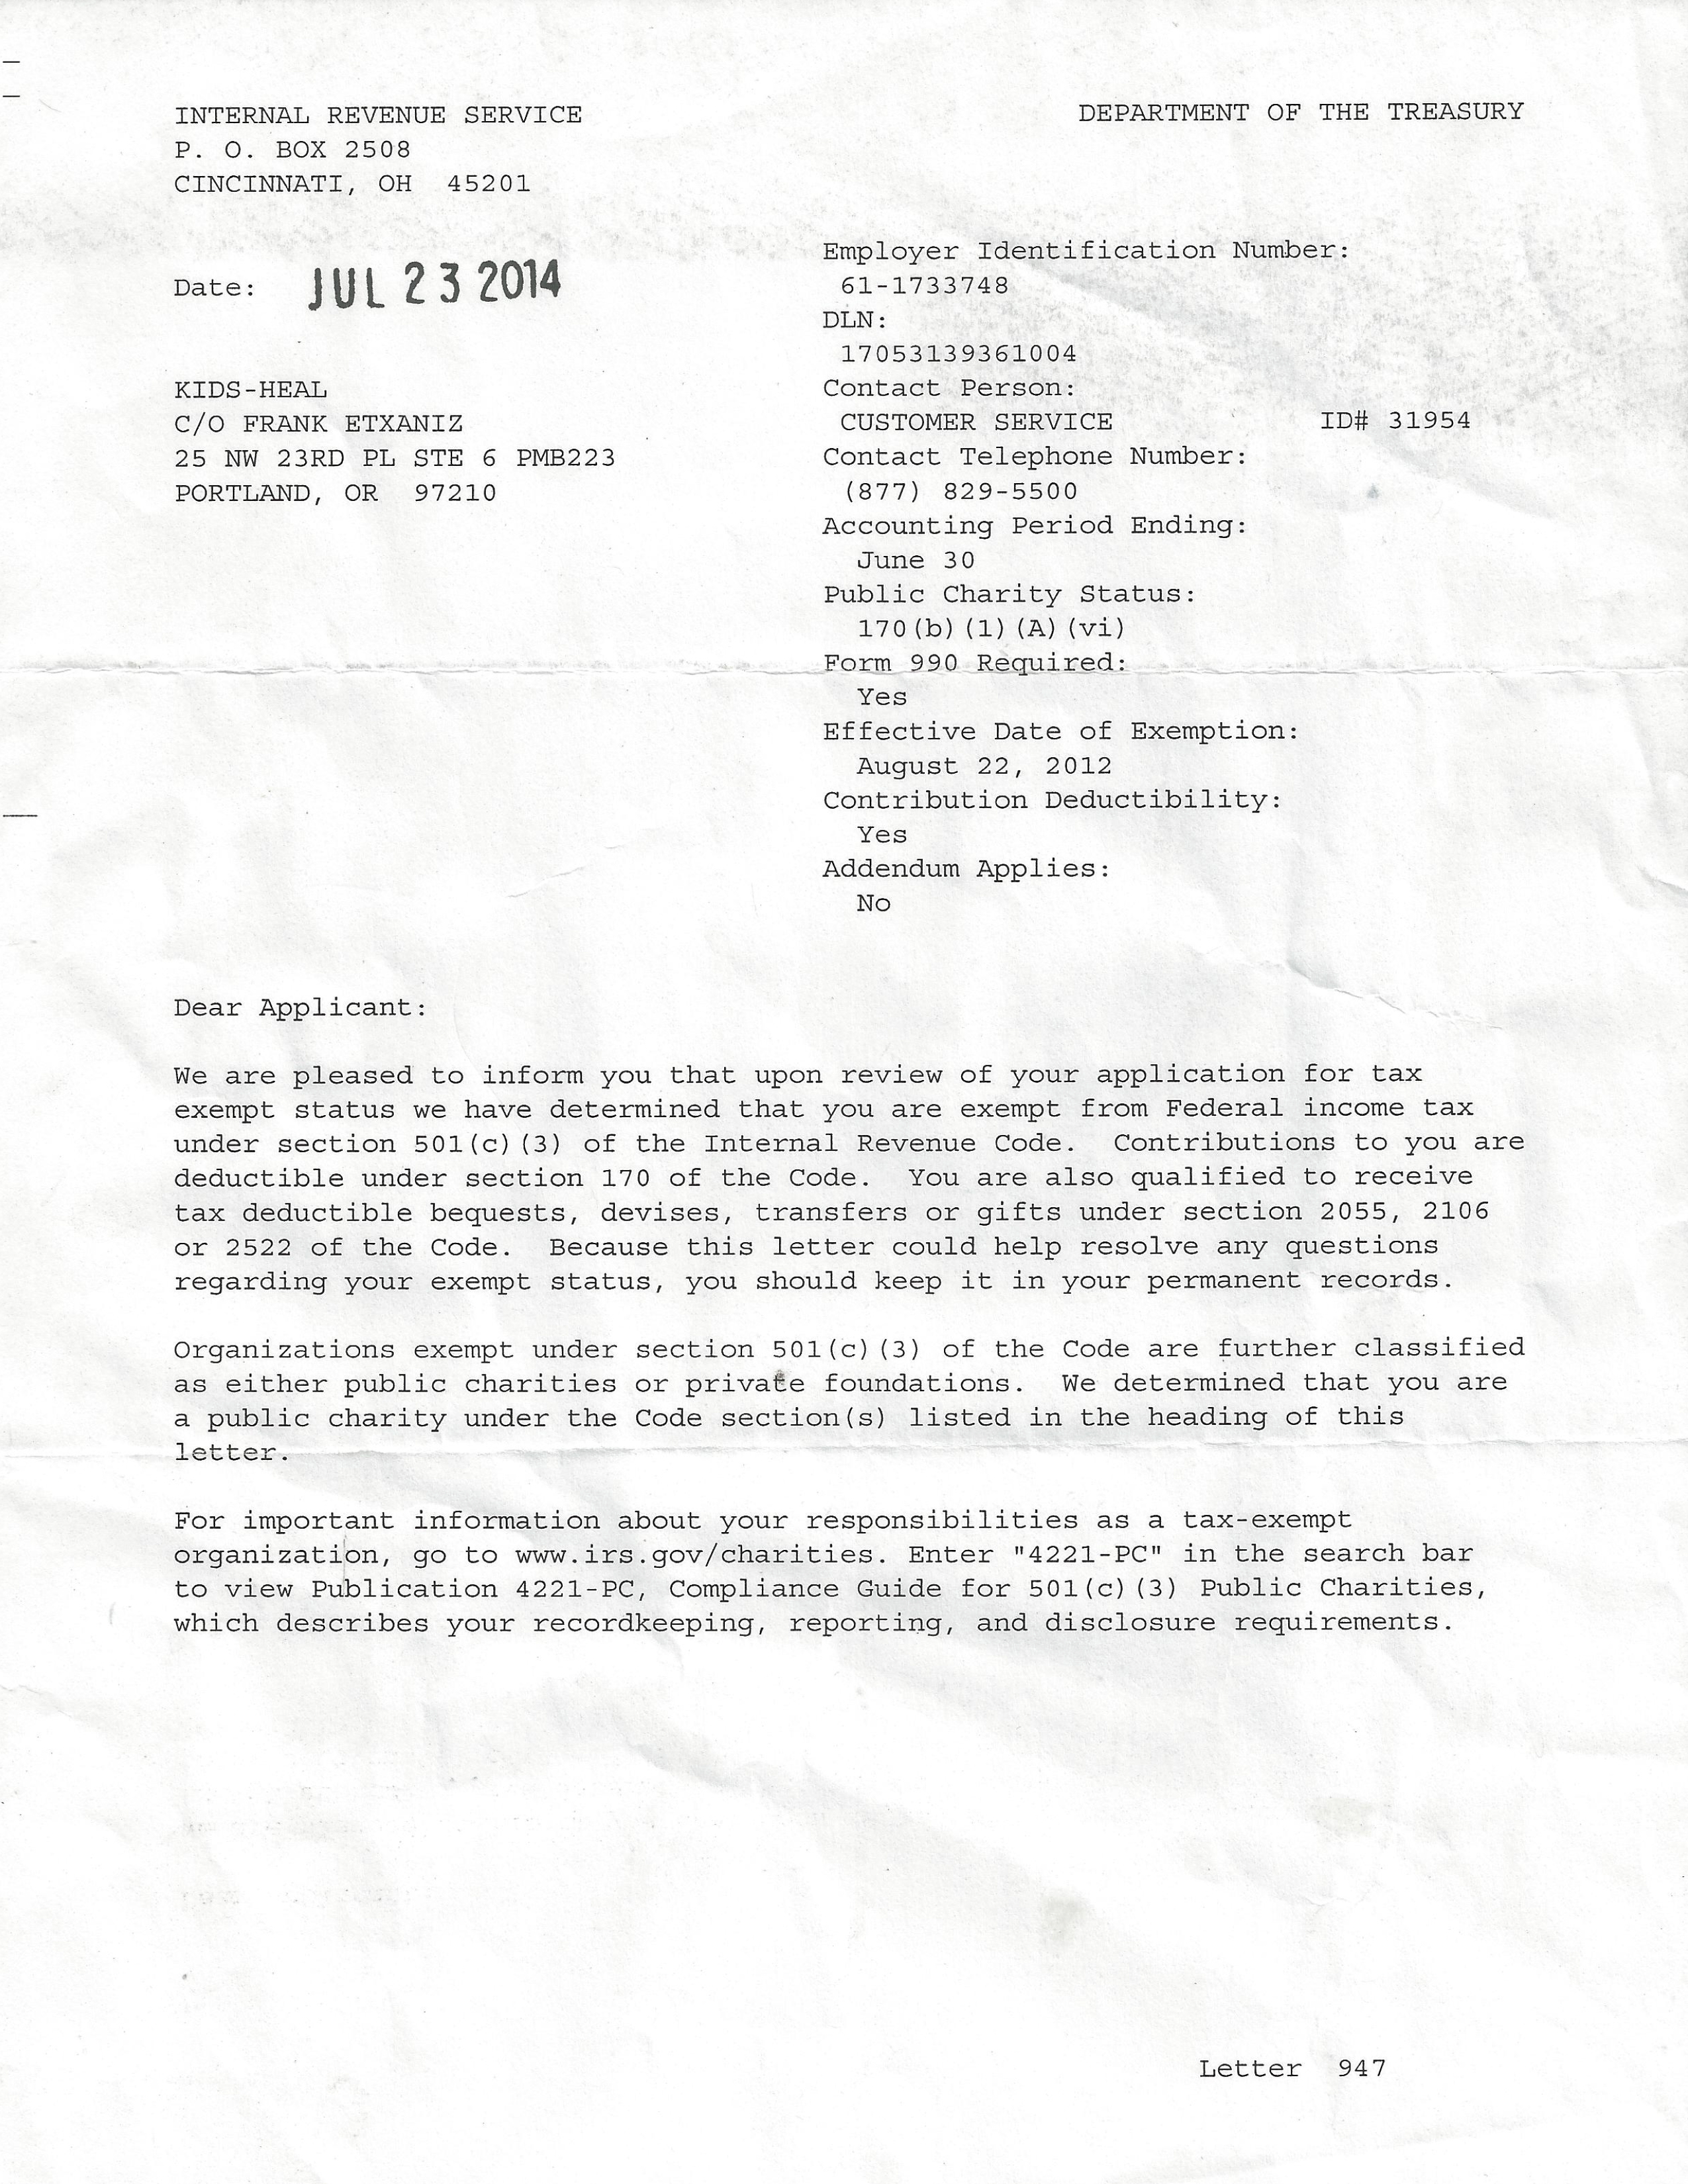 INTERNAL REVENUE SERVICE
P. O. BOX 2508
CINCINNATI, OH  45201
DEPARTMENT OF THE TREASURY
Date: JUL 23 2014
KIDS-HEAL
C/O FRANK ETXANIZ
25 NW 23RD PL STE 6 PMB223
PORTLAND, OR  97210
Employer Identification Number:
61-1733748
DLN:
17053139361004
Contact Person:
CUSTOMER SERVICE ID# 31954
Contact Telephone Number:
(877) 829-5500
Accounting Period Ending:
June 30
Public Charity Status:
170(b)(1)(A)(vi)
Form 990 Required:
Yes
Effective Date of Exemption:
August 22, 2012
Contribution Deductibility:
Yes
Addendum Applies:
No
Dear Applicant:
We are pleased to inform you that upon review of your application for tax
exempt status we have determined that you are exempt from Federal income tax
under section 501(c)(3) of the Internal Revenue Code.  Contributions to you are
deductible under section 170 of the Code.  You are also qualified to receive
tax deductible bequests, devises, transfers or gifts under section 2055, 2106
or 2522 of the Code.  Because this letter could help resolve any questions
regarding your exempt status, you should keep it in your permanent records.
Organizations exempt under section 501(c)(3) of the Code are further classified
as either public charities or private foundations.  We determined that you are
a public charity under the Code section(s) listed in the heading of this
letter.
For important information about your responsibilities as a tax-exempt
organization, go to www.irs.gov/charities. Enter "4221-PC" in the search bar
to view Publication 4221-PC, Compliance Guide for 501(c)(3) Public Charities,
which describes your recordkeeping, reporting, and disclosure requirements.
Letter  947